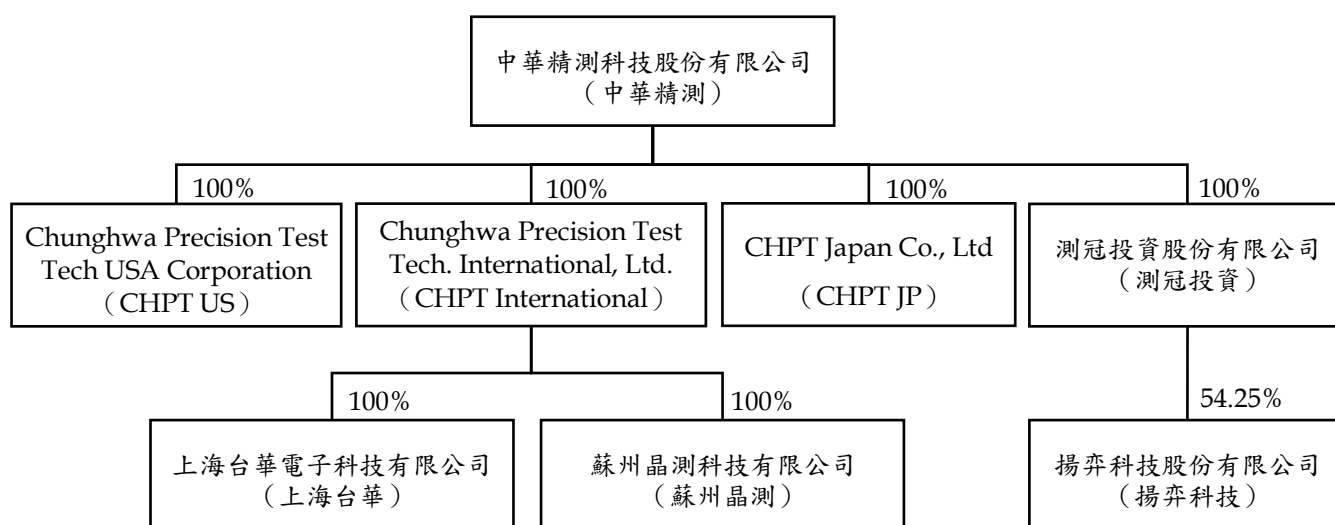 中華精測科技股份有限公司
（中華精測）
100%
100%
100%
100%
Chunghwa Precision Test
Tech USA Corporation
（CHPT US）
Chunghwa Precision Test
Tech. International, Ltd.
（CHPT International）
CHPT Japan Co., Ltd
（CHPT JP）
測冠投資股份有限公司
（測冠投資）
100%
100%
54.25%
上海台華電子科技有限公司
（上海台華）
蘇州晶測科技有限公司
（蘇州晶測）
揚弈科技股份有限公司
（揚弈科技）